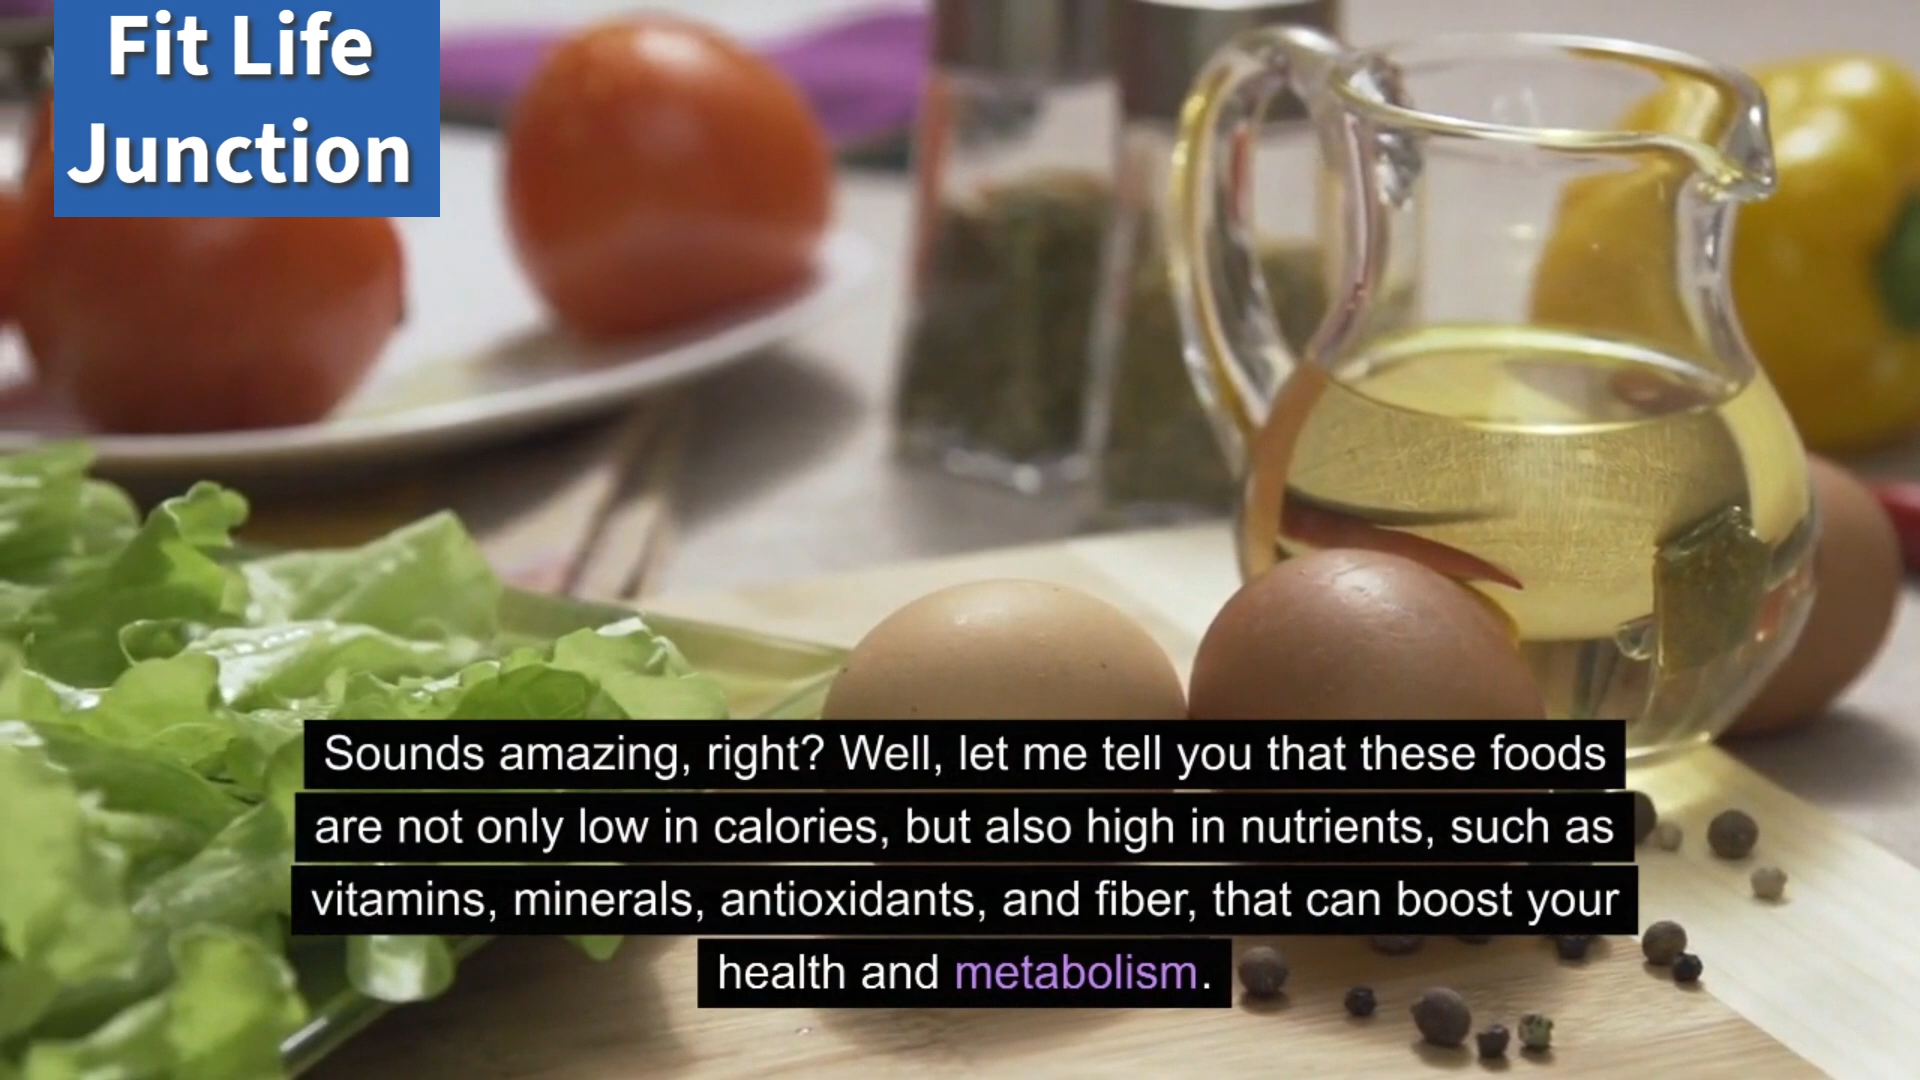 Fit Life
Junction
Sounds amazing, right? Well, let me tell you that these foods
are not only low in calories, but also high in nutrients, such as
vitamins, minerals, antioxidants, and fiber, that can boost your
health and metabolism.